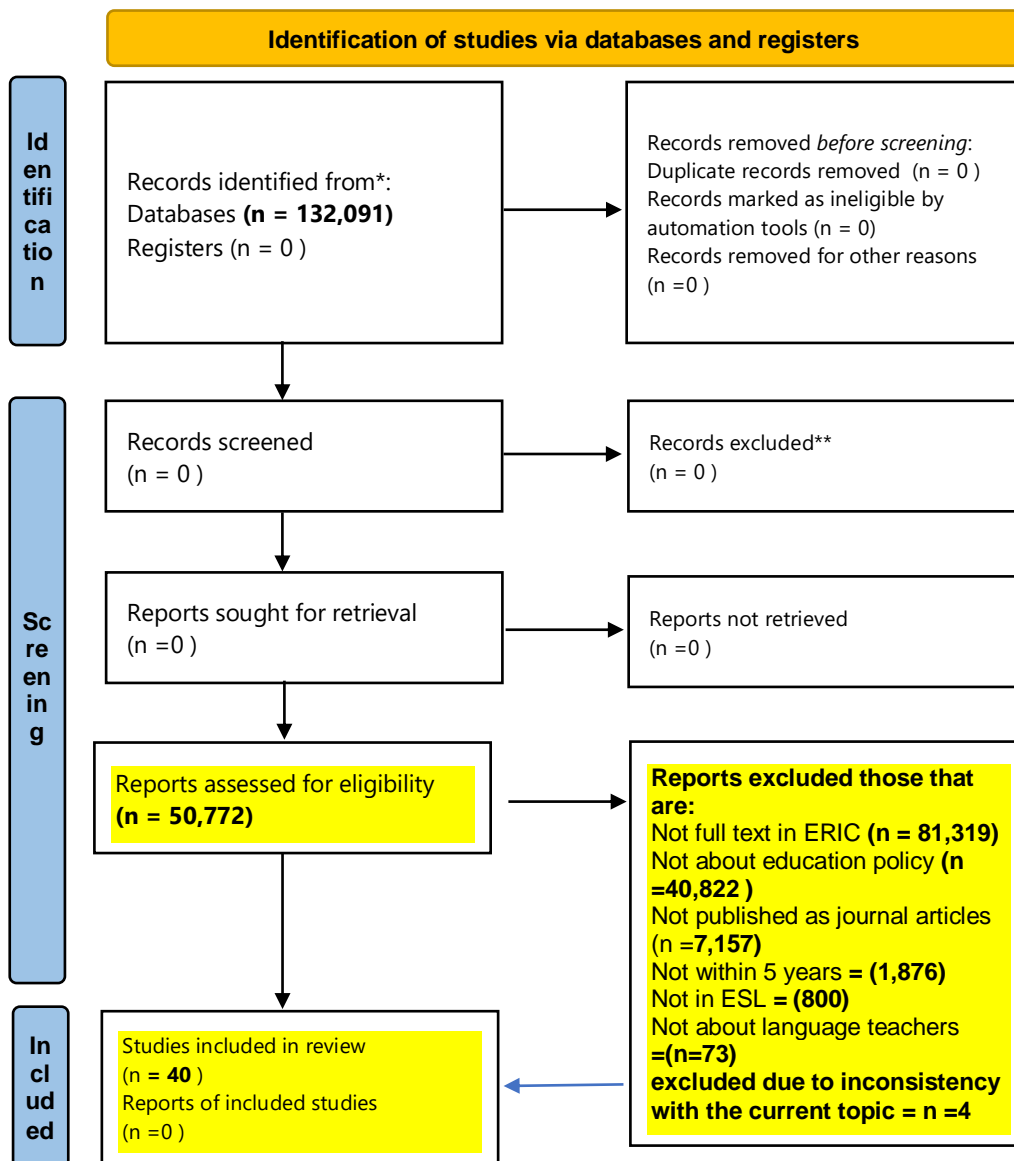 Identification of studies via databases and registers
Id
en
tifi
ca
tio
n
Records identified from*:
Databases (n = 132,091)
Registers (n = 0 )
Records removed before screening:
Duplicate records removed (n = 0 )
Records marked as ineligible by
automation tools (n = 0)
Records removed for other reasons
(n =0 )
Sc
re
en
in
g
Records screened
(n = 0 )
Records excluded**
(n = 0 )
Reports sought for retrieval
(n =0 )
Reports not retrieved
(n =0 )
Reports assessed for eligibility
(n = 50,772)
Reports excluded those that
are:
Not full text in ERIC (n = 81,319)
Not about education policy (n
=40,822 )
Not published as journal articles
(n =7,157)
Not within 5 years = (1,876)
Not in ESL = (800)
Not about language teachers
=(n=73)
excluded due to inconsistency
with the current topic = n =4
In
cl
ud
ed
Studies included in review
(n = 40 )
Reports of included studies
(n =0 )